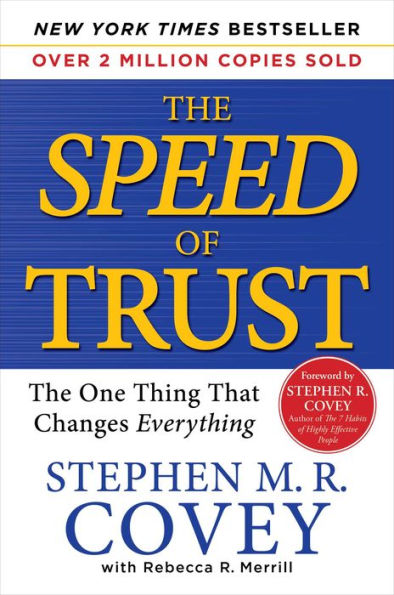 NEW YORK TIMES BESTSELLER
OVER 2 MILLION COPIES SOLD
THE
SPEED
OF
TRUST
The One Thing That
Changes Everything
Foreword by
STEPHEN R.
COVEY
Author of The 7 Habits
of Highly Effective
People
STEPHEN M. R.
COVEY
with Rebecca R. Merrill